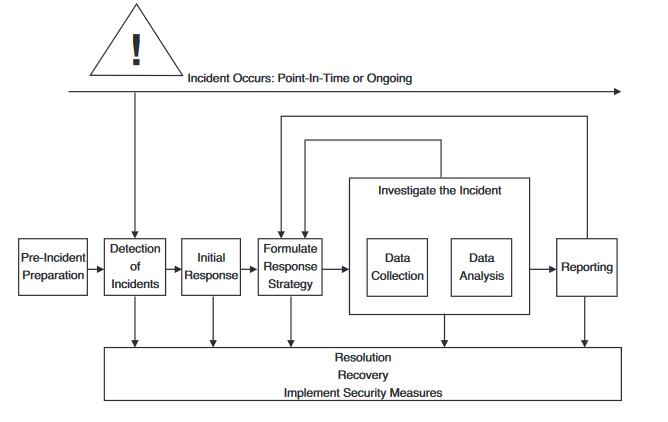 !
Incident Occurs: Point-In-Time or Ongoing
Investigate the Incident
Pre-Incident
Preparation
Detection
of
Incidents
Initial
Response
Formulate
Response
Strategy
Data
Collection
Data
Analysis
Reporting
Resolution
Recovery
Implement Security Measures